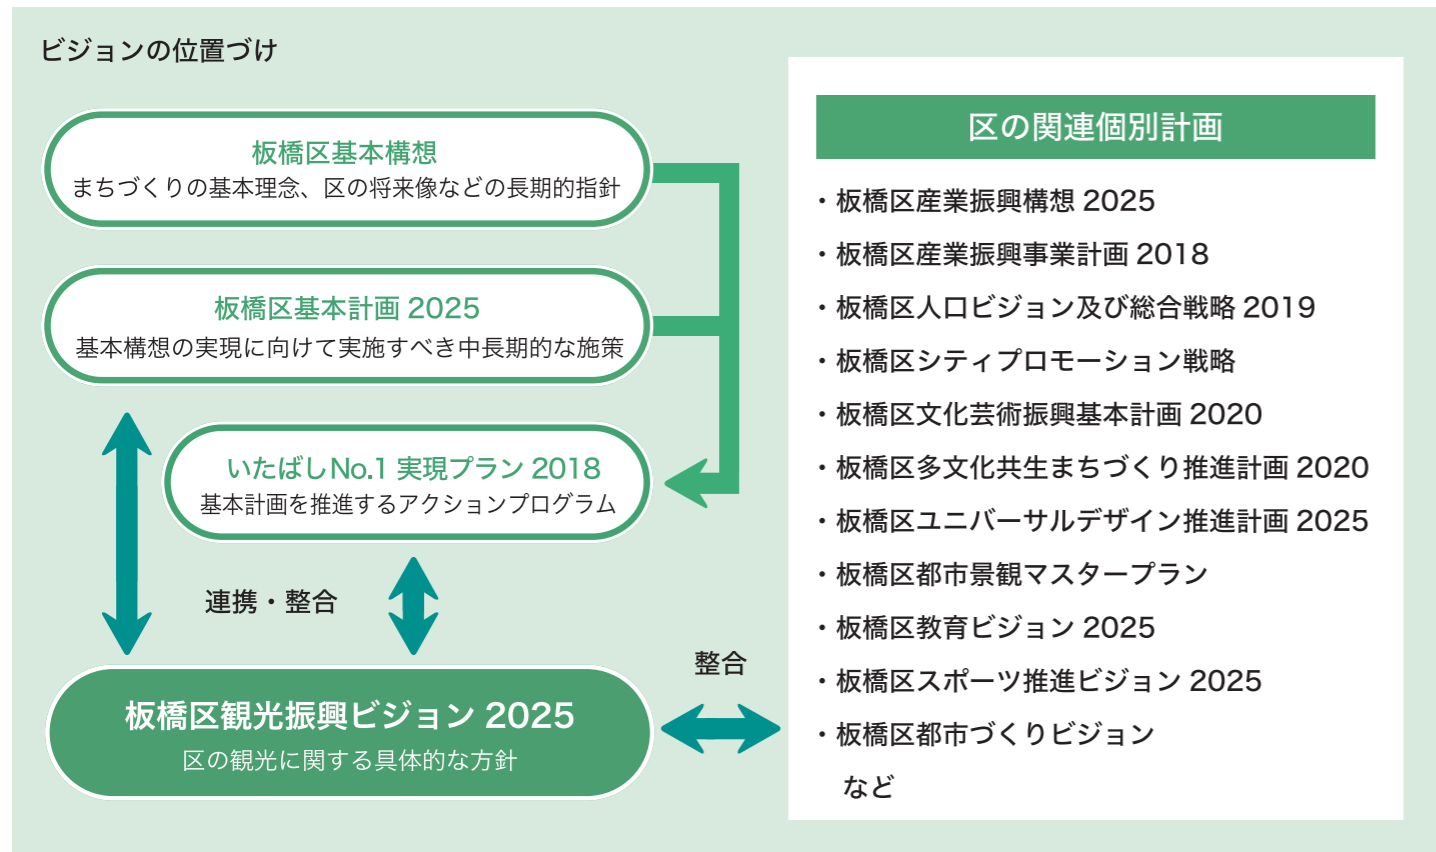 ビジョンの位置づけ
板橋区基本構想
まちづくりの基本理念、区の将来像などの長期的指針
板橋区基本計画 2025
基本構想の実現に向けて実施すべき中長期的な施策
いたばしNo.1 実現プラン 2018
基本計画を推進するアクションプログラム
連携・整合
板橋区観光振興ビジョン 2025
区の観光に関する具体的な方針
整合
区の関連個別計画
・板橋区産業振興構想 2025
・板橋区産業振興事業計画 2018
・板橋区人口ビジョン及び総合戦略 2019
・板橋区シティプロモーション戦略
・板橋区文化芸術振興基本計画 2020
・板橋区多文化共生まちづくり推進計画 2020
・板橋区ユニバーサルデザイン推進計画 2025
・板橋区都市景観マスタープラン
・板橋区教育ビジョン 2025
・板橋区スポーツ推進ビジョン 2025
・板橋区都市づくりビジョン
など